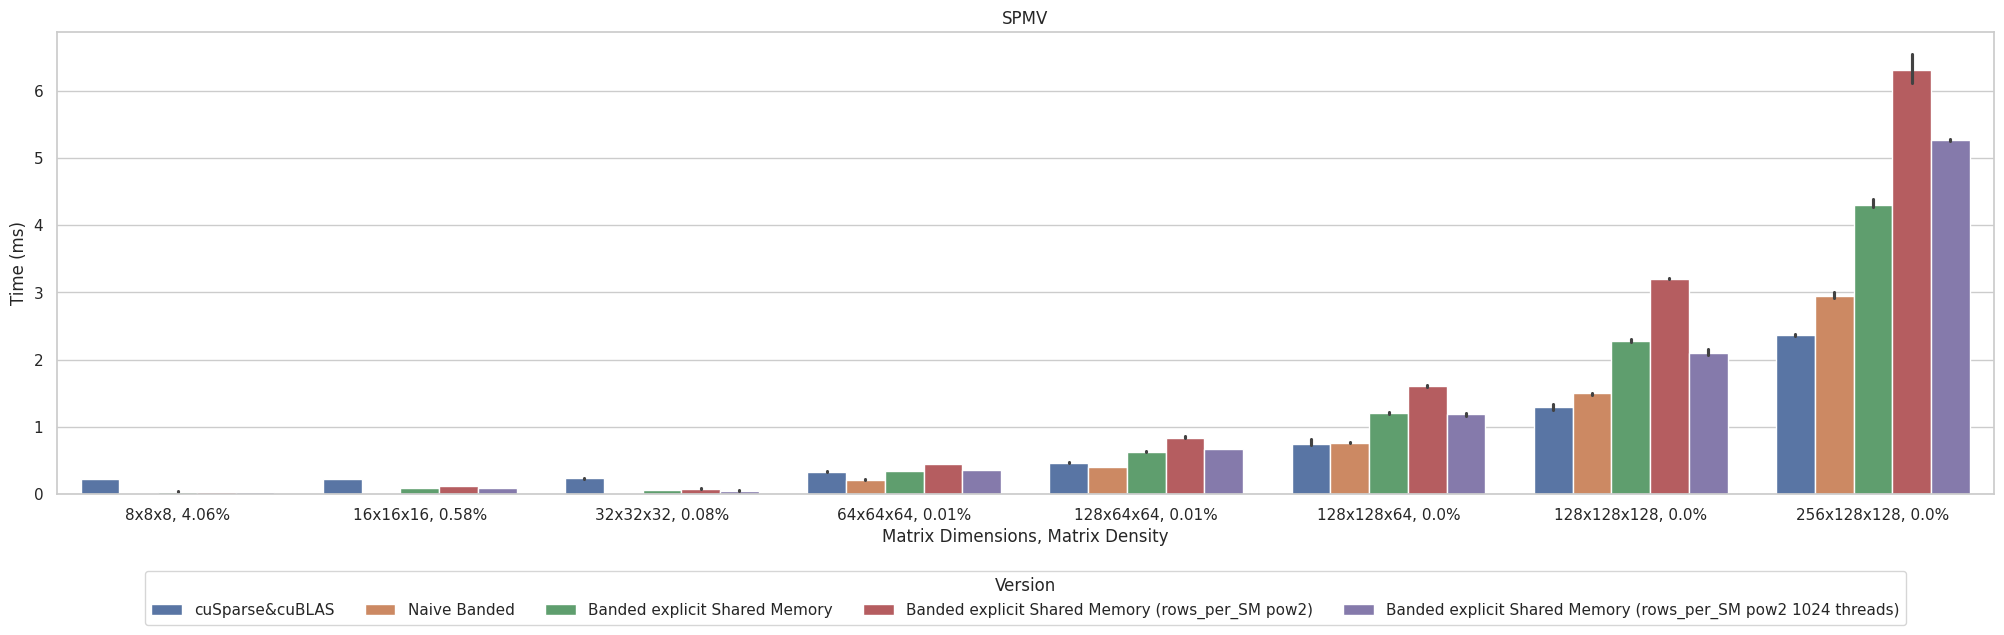 SPMV
Time (ms)
6
5
4
3
2
1
0
8x8x8, 4.06% 16x16x16, 0.58% 32x32x32, 0.08% 64x64x64, 0.01% 128x64x64, 0.01% 128x128x64, 0.0% 128x128x128, 0.0% 256x128x128, 0.0%
Matrix Dimensions, Matrix Density
Version
cuSparse&cuBLAS Naive Banded Banded explicit Shared Memory Banded explicit Shared Memory (rows_per_SM pow2) Banded explicit Shared Memory (rows_per_SM pow2 1024 threads)